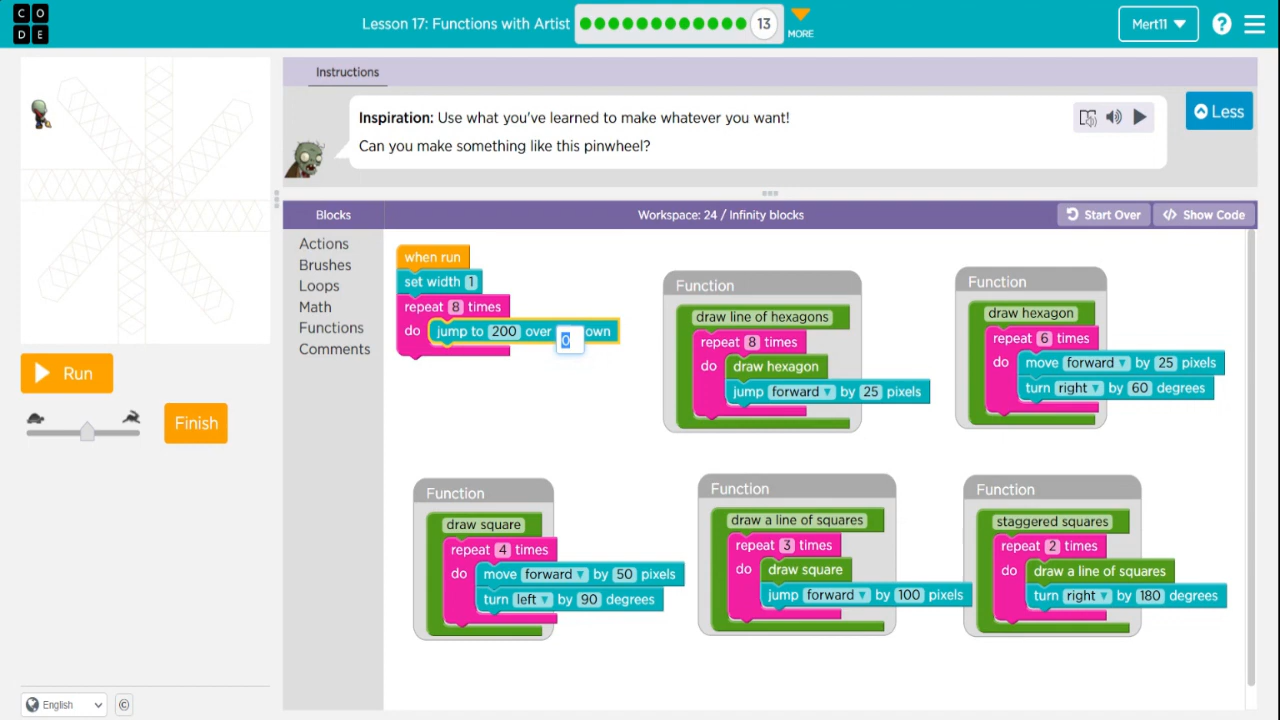 C O D E
Lesson 17: Functions with Artist
13
MORE
Mert11
?
Instructions
Inspiration: Use what you've learned to make whatever you want!
Can you make something like this pinwheel?
Less
Blocks
Workspace: 24 / Infinity blocks
Start Over
</> Show Code
Actions
Brushes
Loops
Math
Functions
Comments
Run
Finish
when run
set width 1
repeat 8 times
do jump to 200 over 0 own
Function
draw line of hexagons
repeat 8 times
do draw hexagon
jump forward by 25 pixels
Function
draw hexagon
repeat 6 times
do move forward by 25 pixels
turn right by 60 degrees
Function
draw square
repeat 4 times
do move forward by 50 pixels
turn left by 90 degrees
Function
draw a line of squares
repeat 3 times
do draw square
jump forward by 100 pixels
Function
staggered squares
repeat 2 times
do draw a line of squares
turn right by 180 degrees
English
©